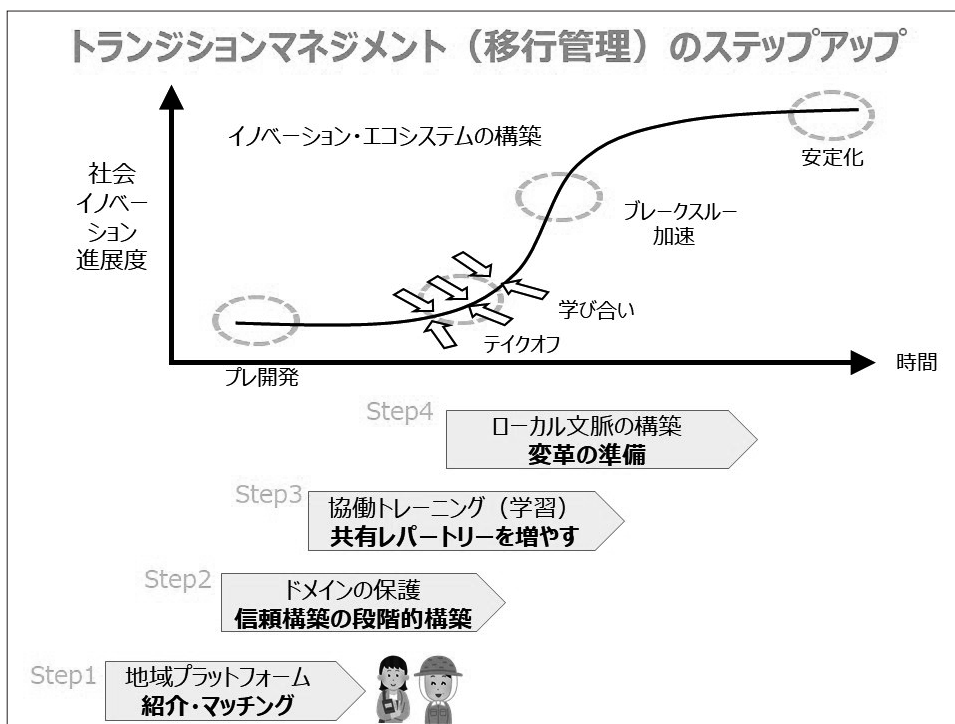 トランジションマネジメント（移行管理）のステップアップ
イノベーション・エコシステムの構築
社会
イノベー
ション
進展度
安定化
ブレークスルー
加速
学び合い
テイクオフ
プレ開発
時間
Step4
ローカル文脈の構築
変革の準備
Step3
協働トレーニング（学習）
共有レパートリーを増やす
Step2
ドメインの保護
信頼構築の段階的構築
Step1
地域プラットフォーム
紹介・マッチング